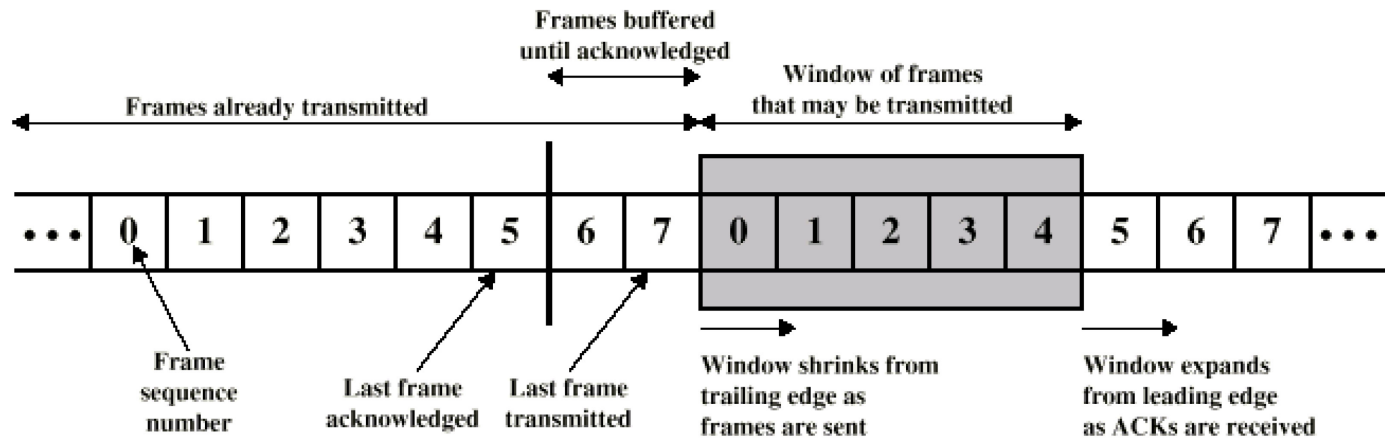 Frames buffered
until acknowledged
Window of frames
that may be transmitted
Frames already transmitted
••• 0 1 2 3 4 5 6 7 0 1 2 3 4 5 6 7 •••
Frame
sequence
number
Last frame
acknowledged
Last frame
transmitted
Window shrinks from
trailing edge as
frames are sent
Window expands
from leading edge
as ACKs are received